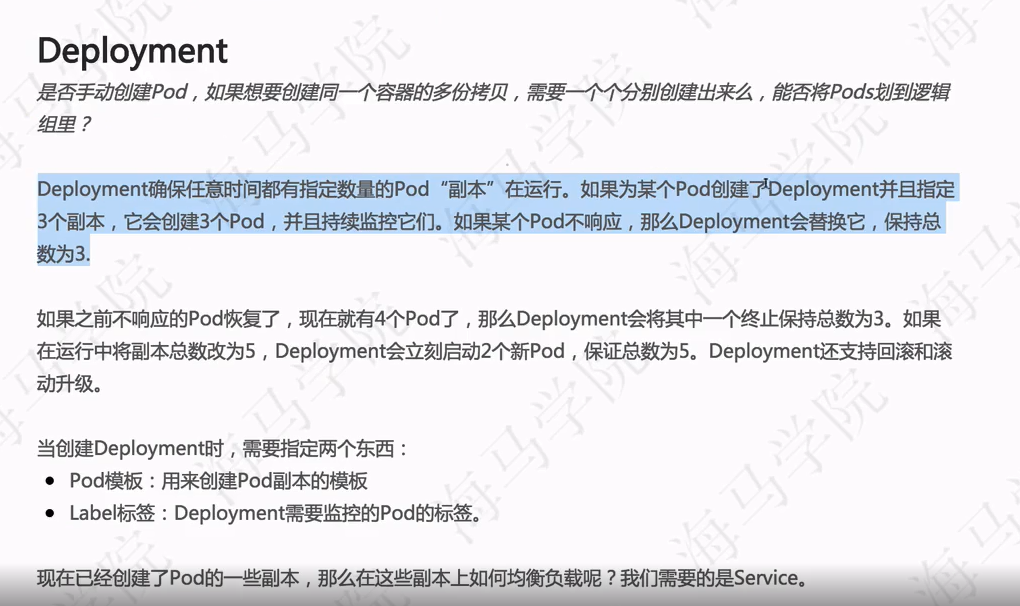 Deployment
是否手动创建Pod，如果想要创建同一个容器的多份拷贝，需要一个个分别创建出来么，能否将Pods划到逻辑
组里？
Deployment确保任意时间都有指定数量的Pod“副本”在运行。如果为某个Pod创建了Deployment并且指定
3个副本，它会创建3个Pod，并且持续监控它们。如果某个Pod不响应，那么Deployment会替换它，保持总
数为3.
如果之前不响应的Pod恢复了，现在就有4个Pod了，那么Deployment会将其中一个终止保持总数为3。如果
在运行中将副本总数改为5，Deployment会立刻启动2个新Pod，保证总数为5。Deployment还支持回滚和滚
动升级。
当创建Deployment时，需要指定两个东西：
• Pod模板：用来创建Pod副本的模板
• Label标签：Deployment需要监控的Pod的标签。
现在已经创建了Pod的一些副本，那么在这些副本上如何均衡负载呢？我们需要的是Service。
海马学院